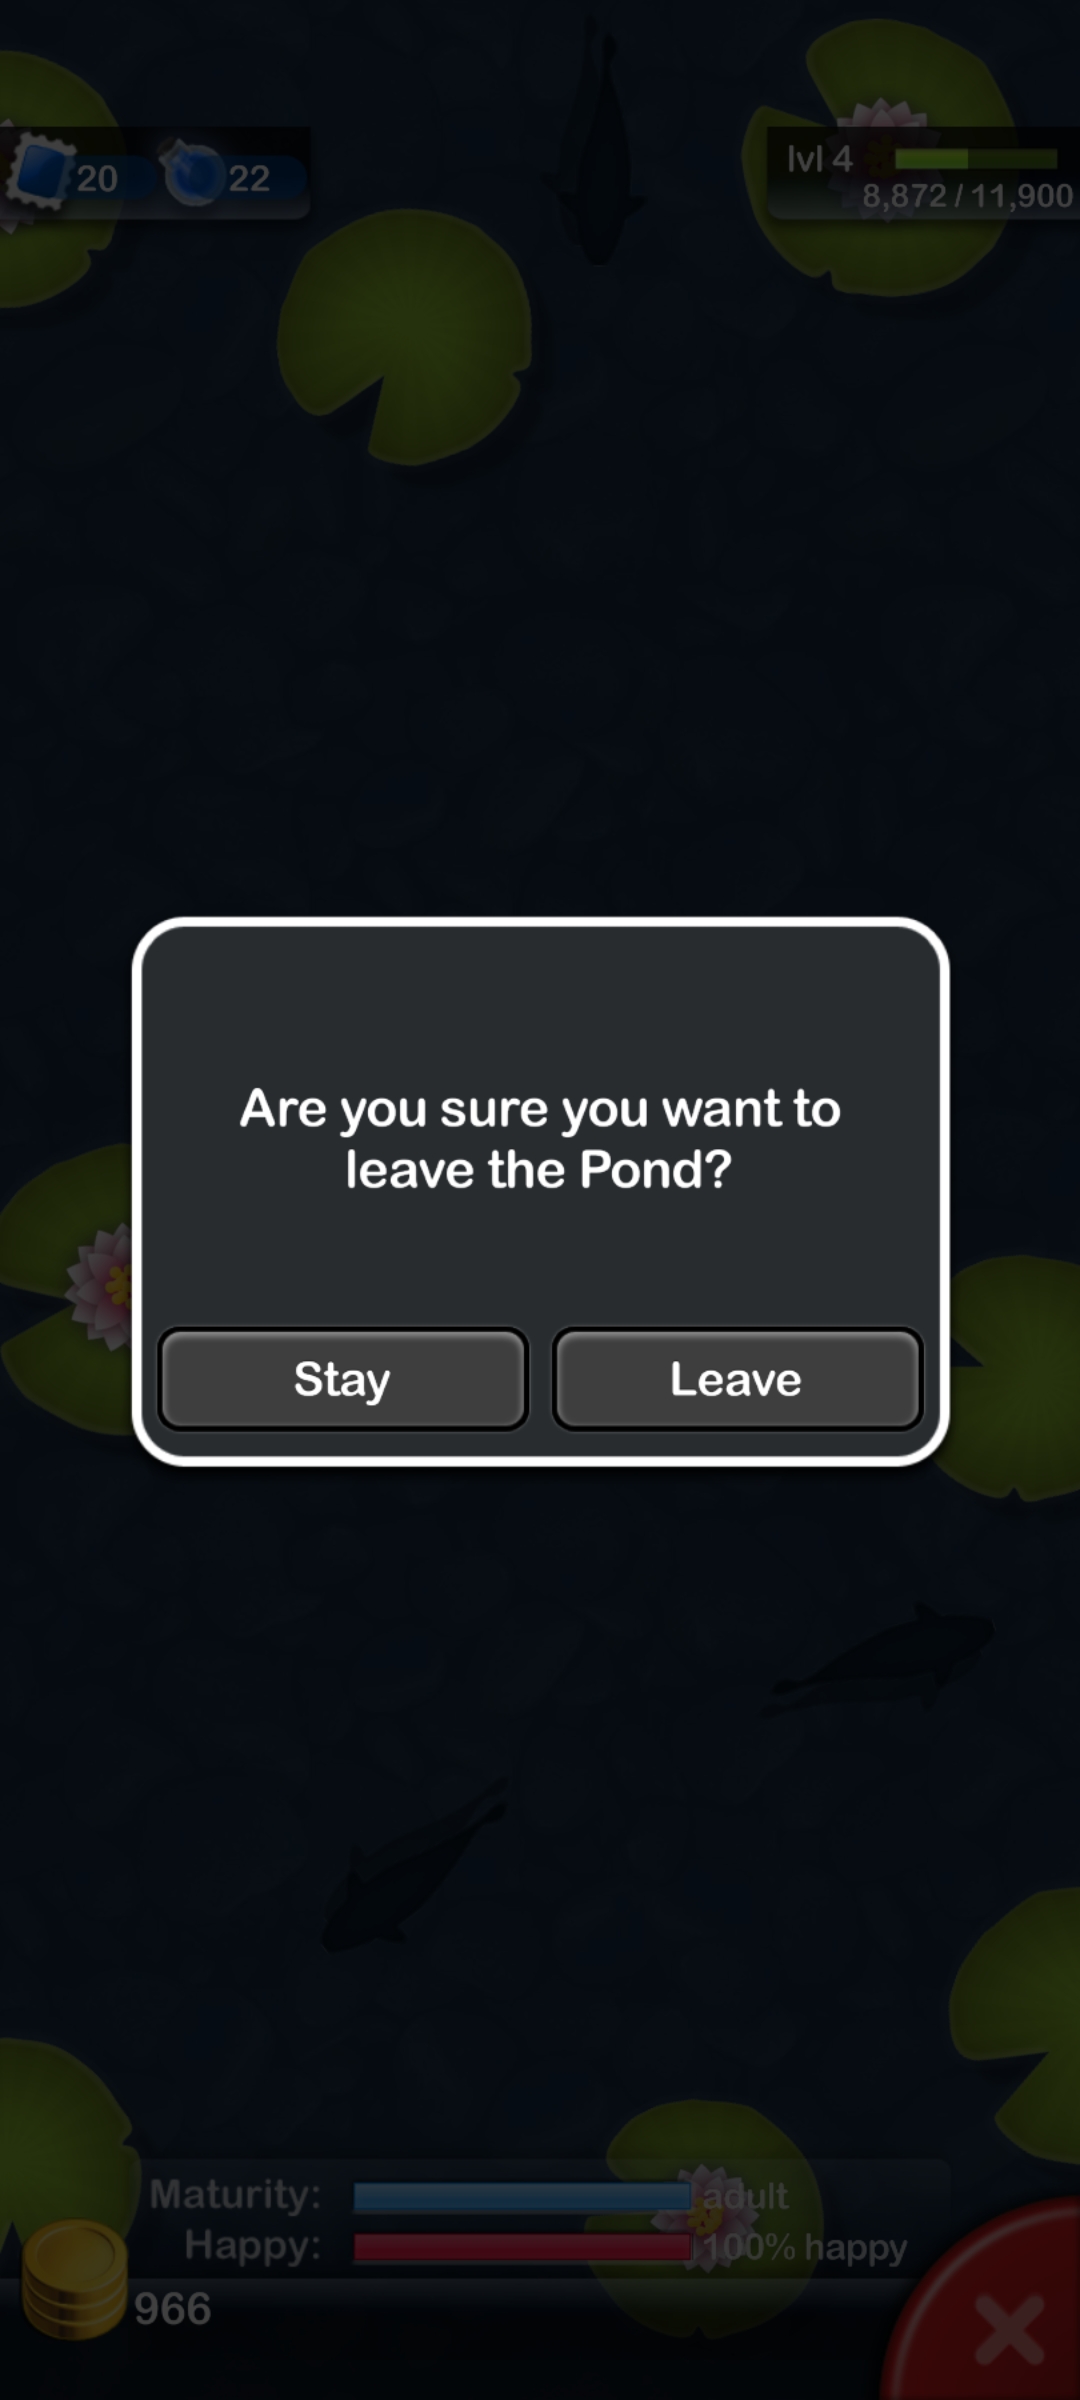 20 22
lvl 4
8,872 / 11,900
Are you sure you want to
leave the Pond?
Stay Leave
Maturity: adult
Happy: 100% happy
966